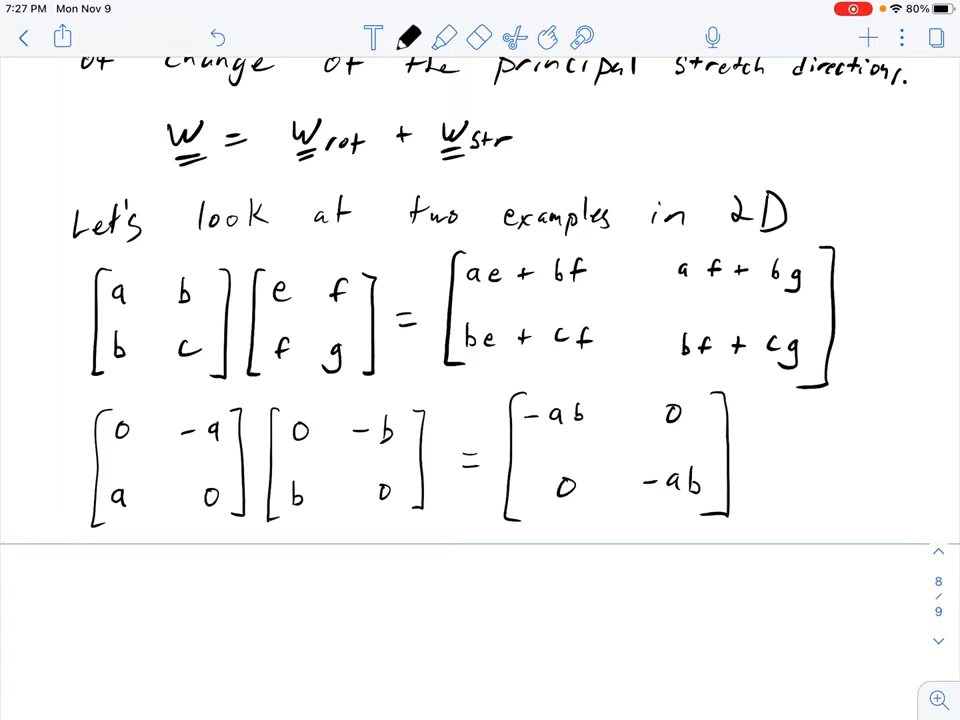 7:27 PM Mon Nov 9 80%
of change of the principal stretch directions.
W = W rot + W str
Let's look at two examples in 2D
[a b; b c] [e f; f g] = [ae + bf af + bg; be + cf bf + cg]
[0 -a; a 0] [0 -b; b 0] = [-ab 0; 0 -ab]
8
/
9